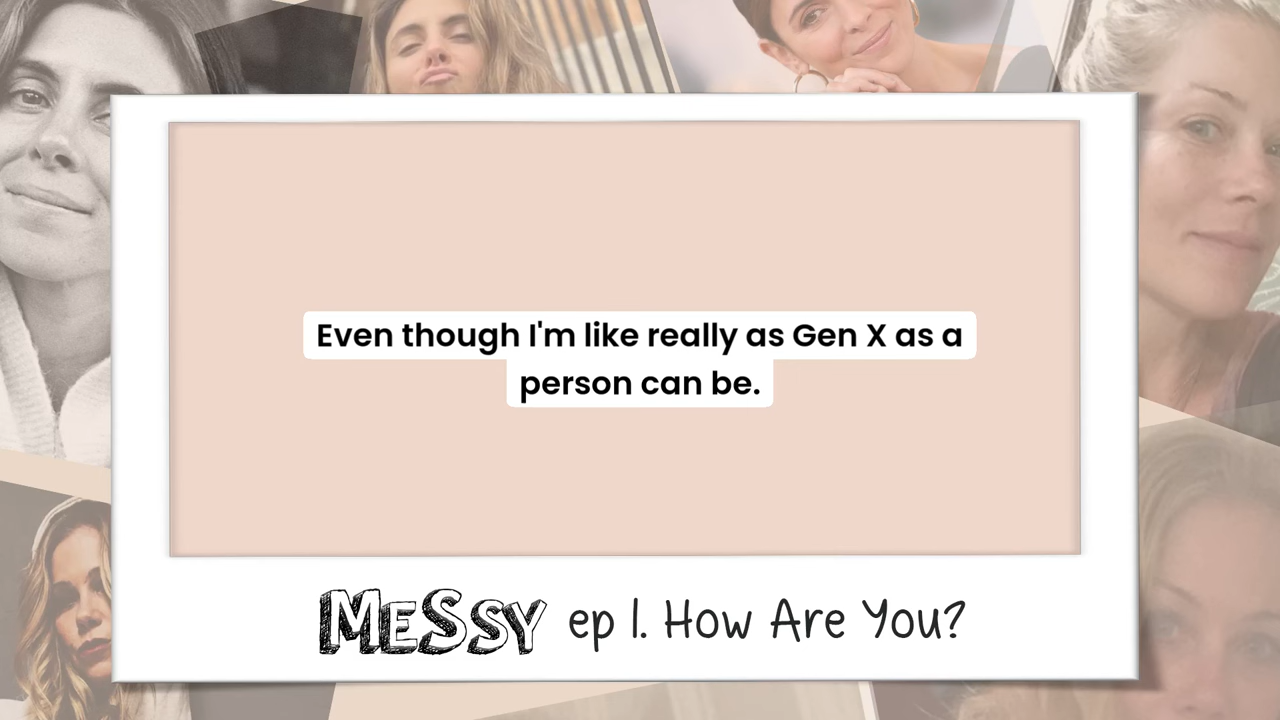 Even though I'm like really as Gen X as a
person can be.
MESSY ep 1. How Are You?